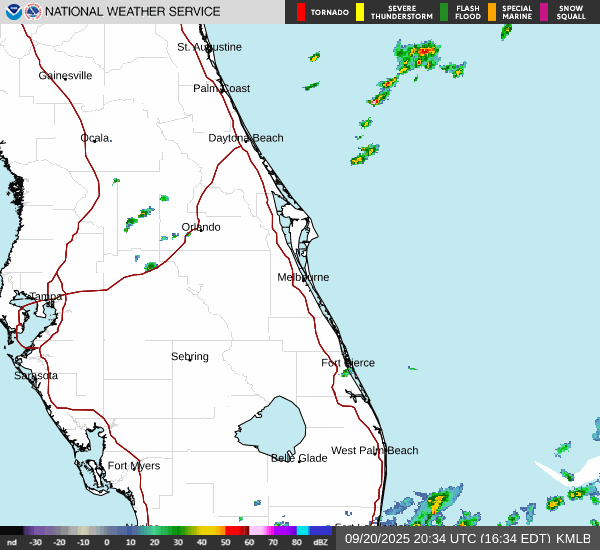 NATIONAL WEATHER SERVICE
TORNADO
SEVERE THUNDERSTORM
FLASH FLOOD
SPECIAL MARINE
SNOW SQUALL
St. Augustine
Gainesville
Palm Coast
Ocala
Daytona Beach
Orlando
Melbourne
Tampa
Sebring
Fort Pierce
Sarasota
West Palm Beach
Belle Glade
Fort Myers
nd -30 -20 -10 0 10 20 30 40 50 60 70 80 dBZ
09/20/2025 20:34 UTC (16:34 EDT) KMLB